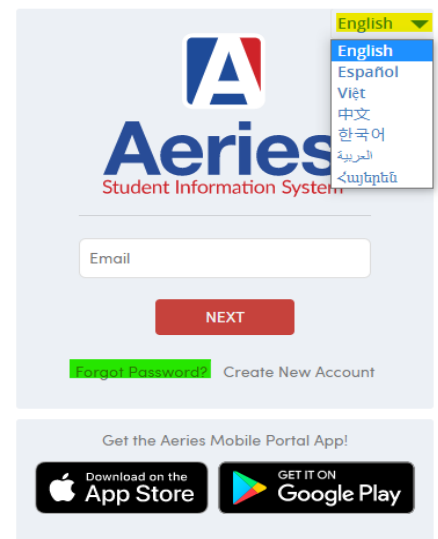 English
English
Español
Việt
中文
한국어
العربية
Հայերեն
Aeries
Student Information System
Email
NEXT
Forgot Password? Create New Account
Get the Aeries Mobile Portal App!
Download on the
App Store
GET IT ON
Google Play